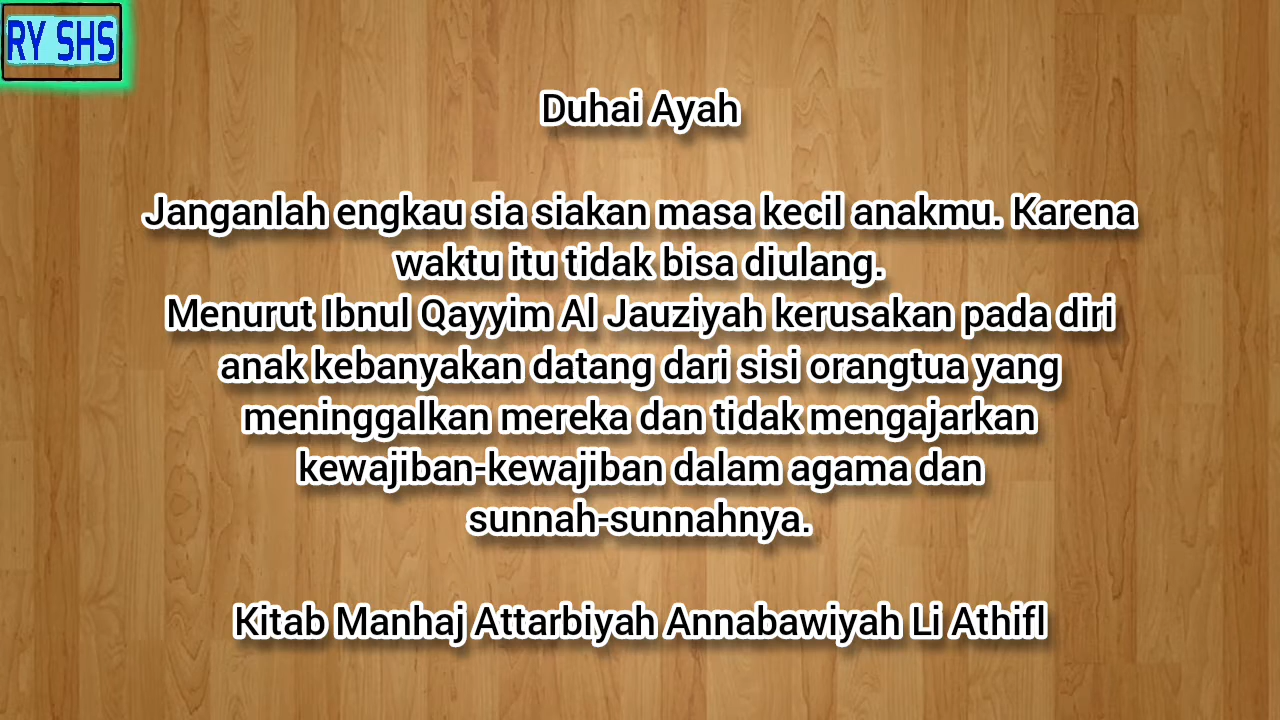 RY SHS
Duhai Ayah
Janganlah engkau sia siakan masa kecil anakmu. Karena
waktu itu tidak bisa diulang.
Menurut Ibnul Qayyim Al Jauziyah kerusakan pada diri
anak kebanyakan datang dari sisi orangtua yang
meninggalkan mereka dan tidak mengajarkan
kewajiban-kewajiban dalam agama dan
sunnah-sunnahnya.
Kitab Manhaj Attarbiyah Annabawiyah Li Athifl